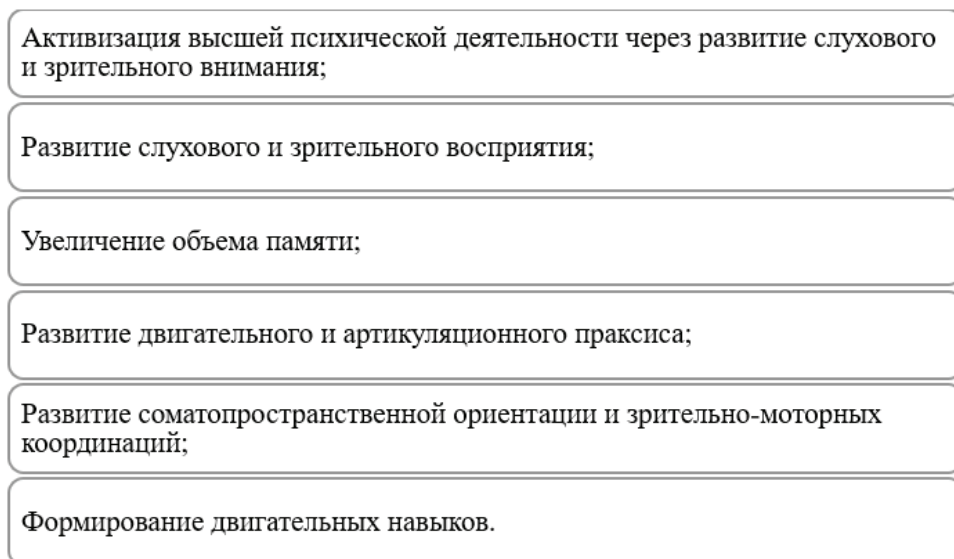 Активизация высшей психической деятельности через развитие слухового
и зрительного внимания;
Развитие слухового и зрительного восприятия;
Увеличение объема памяти;
Развитие двигательного и артикуляционного праксиса;
Развитие соматопространственной ориентации и зрительно-моторных
координаций;
Формирование двигательных навыков.